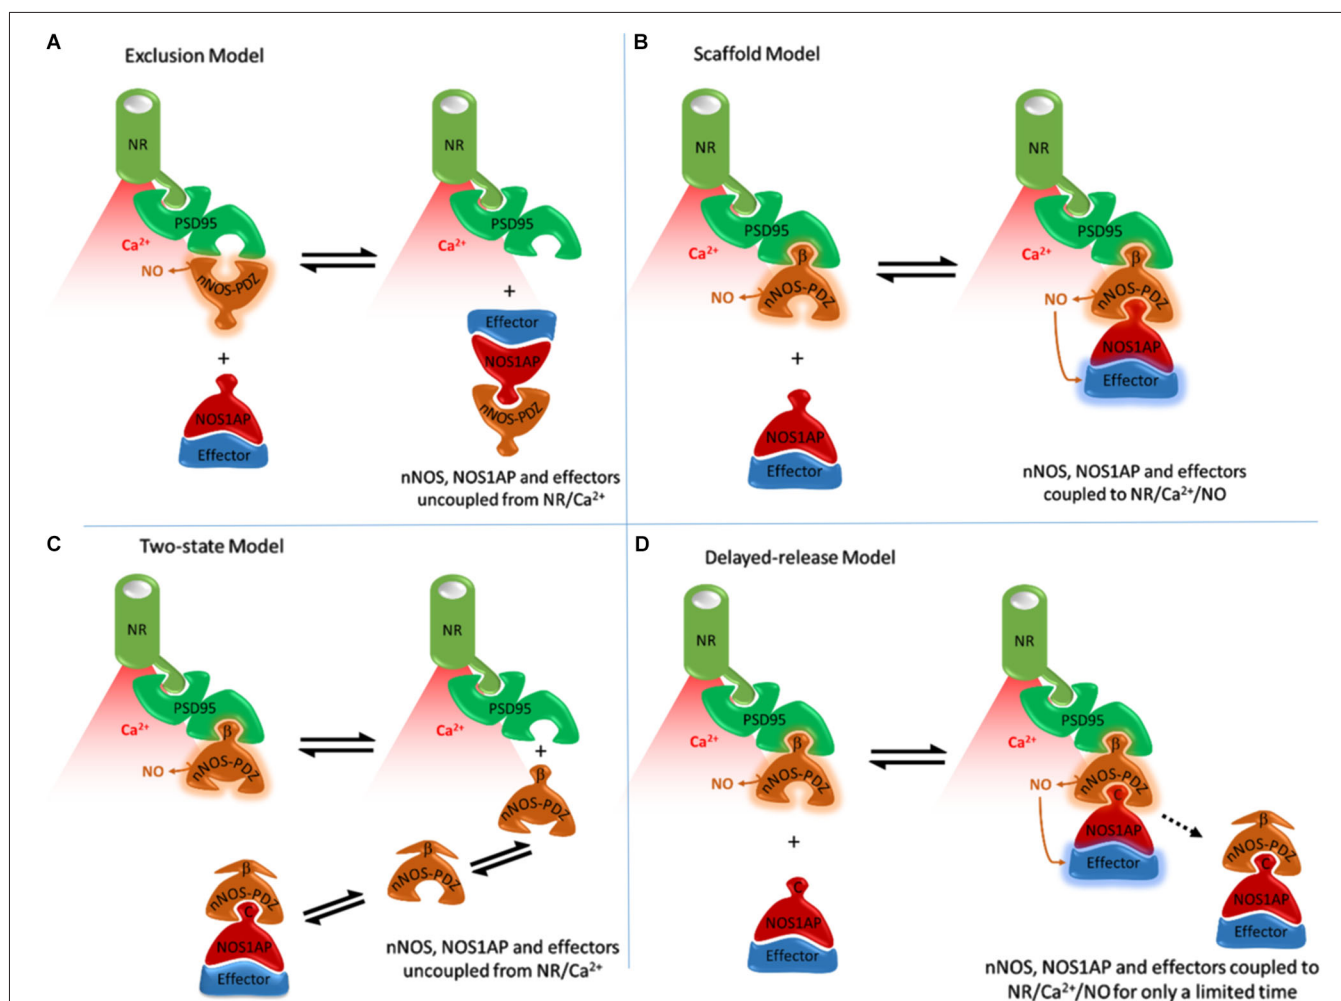 A
Exclusion Model
NR
PSD95
Ca²⁺
NO
nNOS-PDZ
+
NOS1AP
Effector
NR
PSD95
Ca²⁺
+
Effector
NOS1AP
nNOS-PDZ
nNOS, NOS1AP and effectors
uncoupled from NR/Ca²⁺
B
Scaffold Model
NR
PSD95
Ca²⁺
β
NO
nNOS-PDZ
+
NOS1AP
Effector
NR
PSD95
Ca²⁺
β
NO
nNOS-PDZ
NOS1AP
Effector
nNOS, NOS1AP and effectors
coupled to NR/Ca²⁺/NO
C
Two-state Model
NR
PSD95
Ca²⁺
β
NO
nNOS-PDZ
NR
PSD95
Ca²⁺
+
β
nNOS-PDZ
β
nNOS-PDZ
β
nNOS-PDZ
C
NOS1AP
Effector
nNOS, NOS1AP and effectors
uncoupled from NR/Ca²⁺
D
Delayed-release Model
NR
PSD95
Ca²⁺
β
NO
nNOS-PDZ
+
C
NOS1AP
Effector
NR
PSD95
Ca²⁺
β
NO
nNOS-PDZ
C
NOS1AP
Effector
β
nNOS-PDZ
C
NOS1AP
Effector
nNOS, NOS1AP and effectors coupled to
NR/Ca²⁺/NO for only a limited time